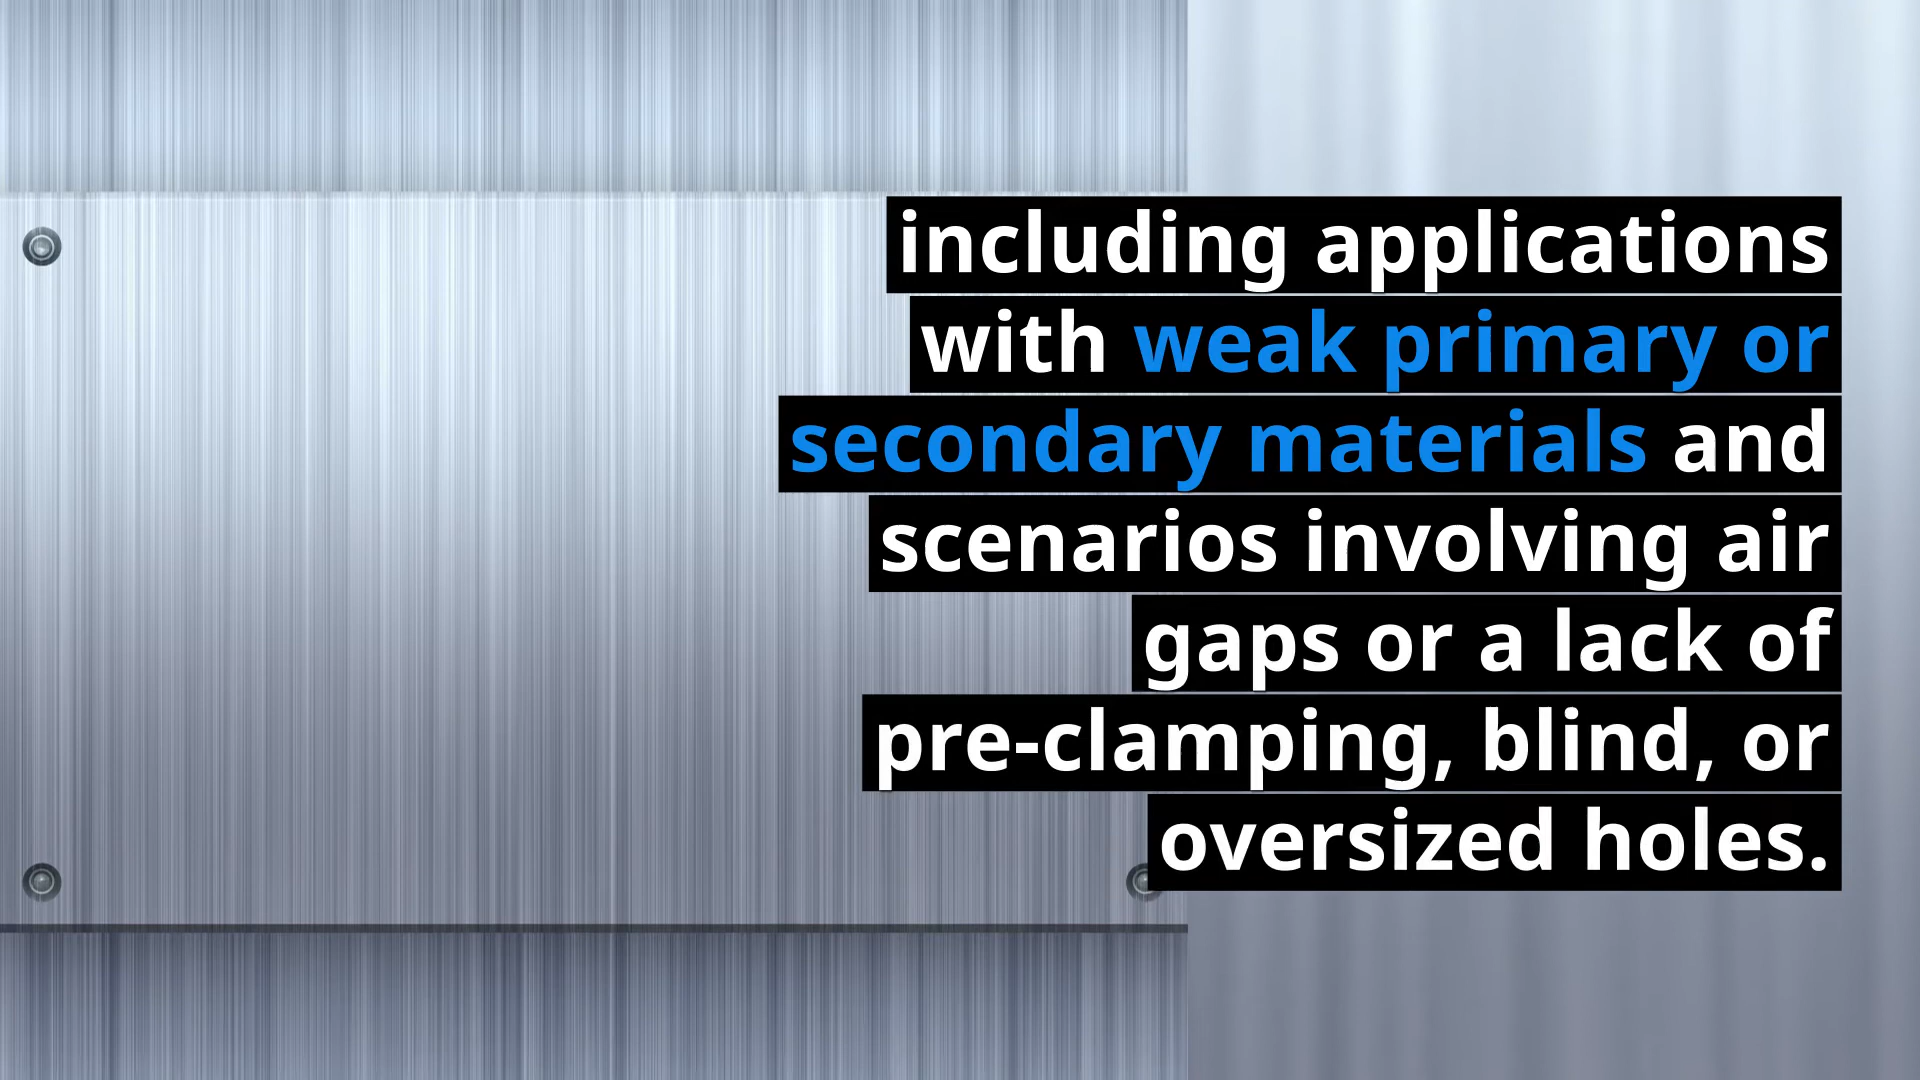 including applications
with weak primary or
secondary materials and
scenarios involving air
gaps or a lack of
pre-clamping, blind, or
oversized holes.